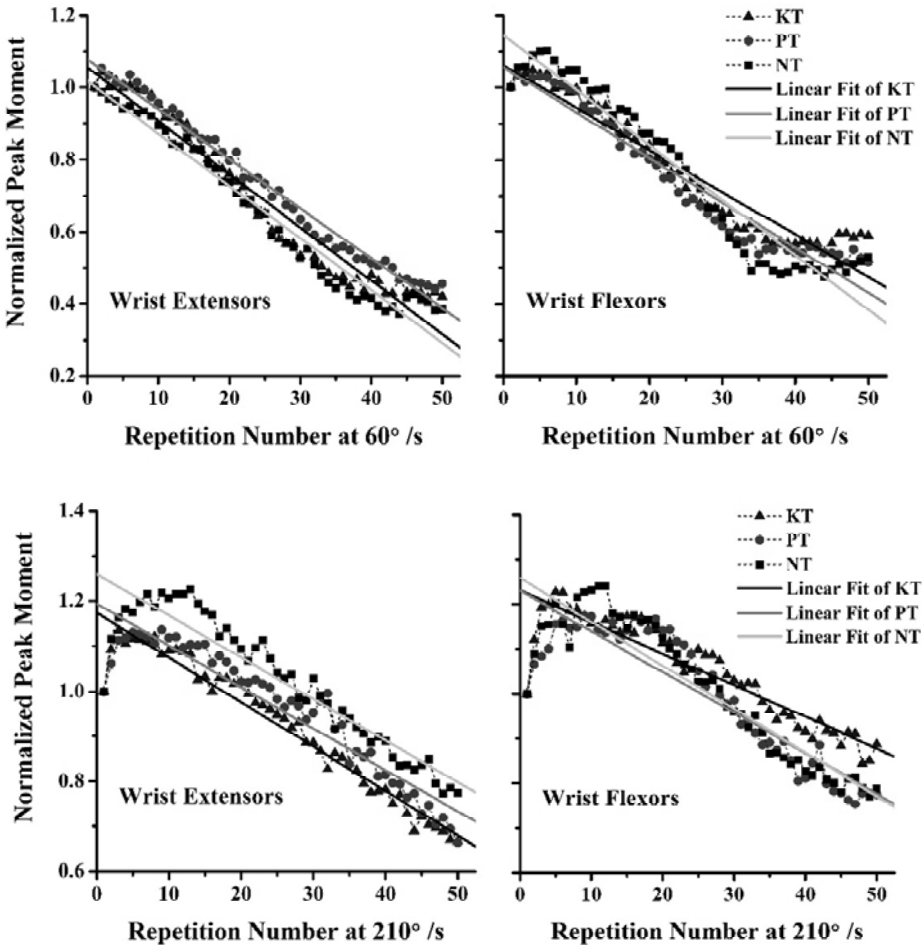 KT
PT
NT
Linear Fit of KT
Linear Fit of PT
Linear Fit of NT
Normalized Peak Moment
1.2
1.0
0.8
0.6
0.4
0.2
Wrist Extensors
Wrist Flexors
0 10 20 30 40 50
0 10 20 30 40 50
Repetition Number at 60° /s
Repetition Number at 60° /s
KT
PT
NT
Linear Fit of KT
Linear Fit of PT
Linear Fit of NT
Normalized Peak Moment
1.4
1.2
1.0
0.8
0.6
Wrist Extensors
Wrist Flexors
0 10 20 30 40 50
0 10 20 30 40 50
Repetition Number at 210° /s
Repetition Number at 210° /s